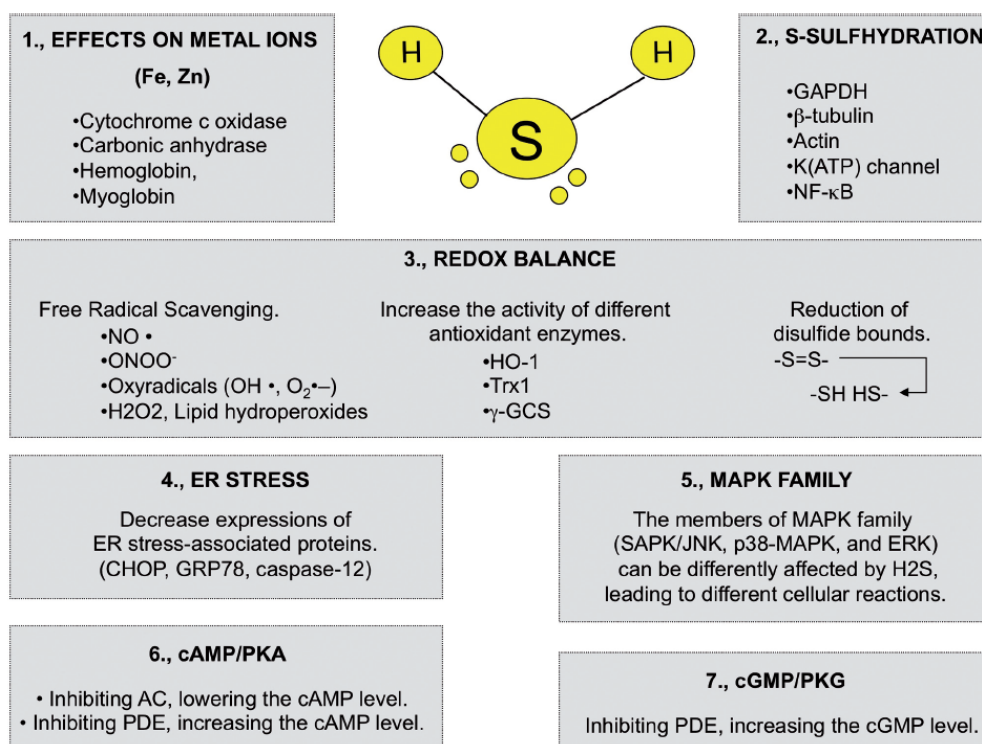 1., EFFECTS ON METAL IONS
(Fe, Zn)
•Cytochrome c oxidase
•Carbonic anhydrase
•Hemoglobin,
•Myoglobin
H
H
S
2., S-SULFHYDRATION
•GAPDH
•β-tubulin
•Actin
•K(ATP) channel
•NF-κB
3., REDOX BALANCE
Free Radical Scavenging.
•NO •
•ONOO⁻
•Oxyradicals (OH •, O₂•–)
•H2O2, Lipid hydroperoxides
Increase the activity of different
antioxidant enzymes.
•HO-1
•Trx1
•γ-GCS
Reduction of
disulfide bounds.
-S=S-
-SH HS-
4., ER STRESS
Decrease expressions of
ER stress-associated proteins.
(CHOP, GRP78, caspase-12)
5., MAPK FAMILY
The members of MAPK family
(SAPK/JNK, p38-MAPK, and ERK)
can be differently affected by H2S,
leading to different cellular reactions.
6., cAMP/PKA
• Inhibiting AC, lowering the cAMP level.
• Inhibiting PDE, increasing the cAMP level.
7., cGMP/PKG
Inhibiting PDE, increasing the cGMP level.